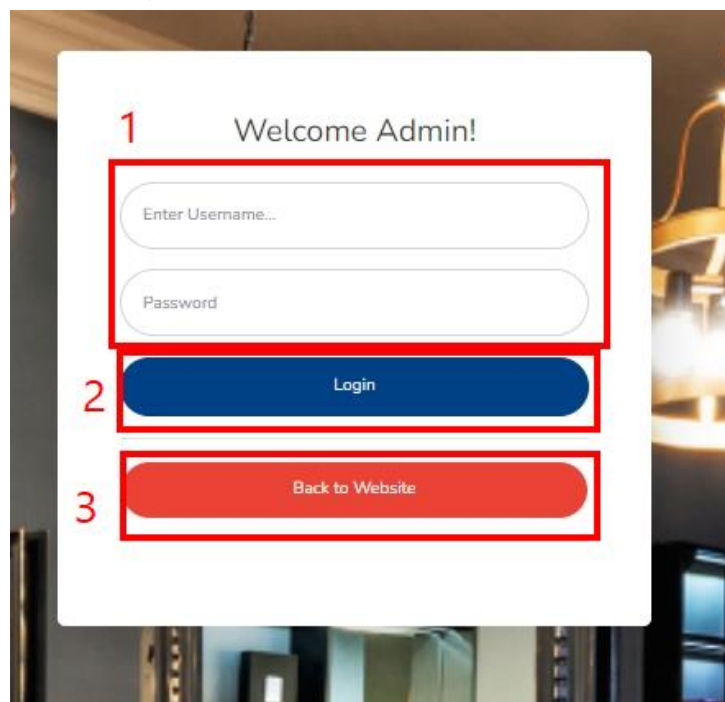 1
Welcome Admin!
Enter Username...
Password
2
Login
3
Back to Website